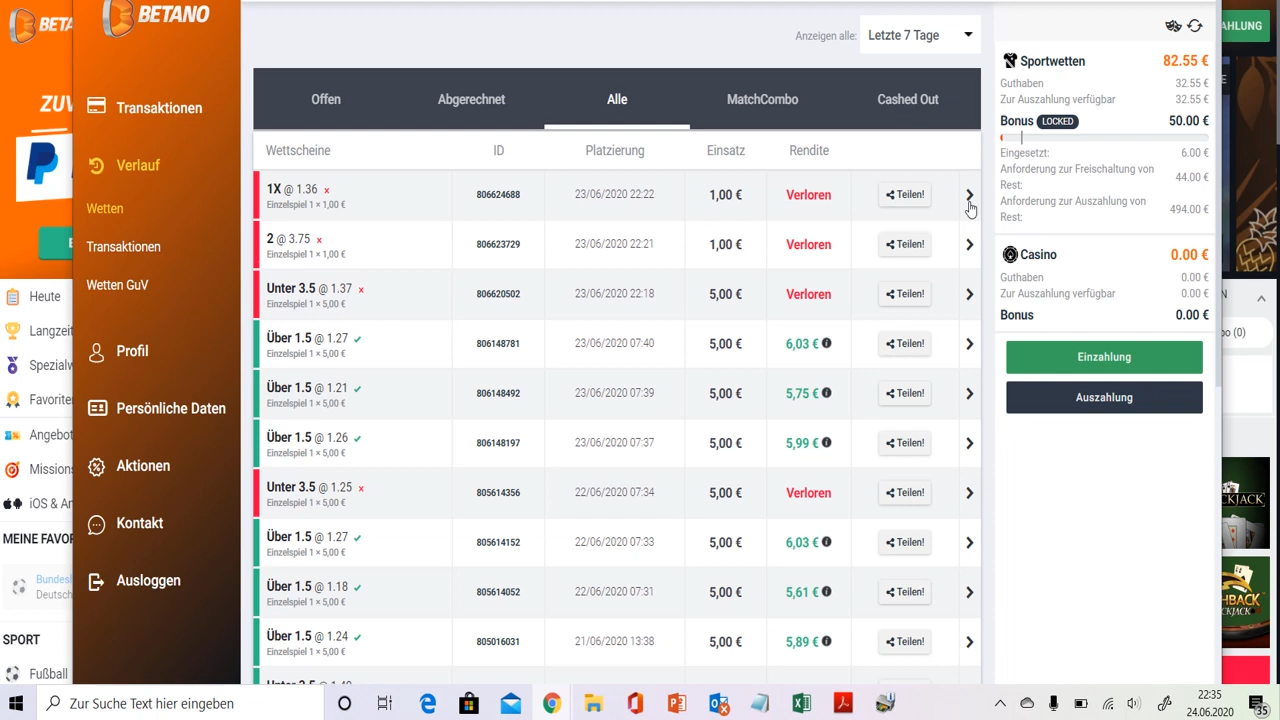 BETA
BETANO
ZUV
PayPal
Heute
Langzeit
Spezialw
Favorite
Angebo
Missions
iOS & An
MEINE FAVOR
Bundesl
Deutsch
SPORT
Fußball
Transaktionen
Verlauf
Wetten
Transaktionen
Wetten GuV
Profil
Persönliche Daten
Aktionen
Kontakt
Ausloggen
Anzeigen alle: Letzte 7 Tage
Offen Abgerechnet Alle MatchCombo Cashed Out
Wettscheine ID Platzierung Einsatz Rendite
1X @ 1.36 806624688 23/06/2020 22:22 1,00 € Verloren Teilen!
Einzelspiel 1 × 1,00 €
2 @ 3.75 806623729 23/06/2020 22:21 1,00 € Verloren Teilen!
Einzelspiel 1 × 1,00 €
Unter 3.5 @ 1.37 806620502 23/06/2020 22:18 5,00 € Verloren Teilen!
Einzelspiel 1 × 5,00 €
Über 1.5 @ 1.27 806148781 23/06/2020 07:40 5,00 € 6,03 € Teilen!
Einzelspiel 1 × 5,00 €
Über 1.5 @ 1.21 806148492 23/06/2020 07:39 5,00 € 5,75 € Teilen!
Einzelspiel 1 × 5,00 €
Über 1.5 @ 1.26 806148197 23/06/2020 07:37 5,00 € 5,99 € Teilen!
Einzelspiel 1 × 5,00 €
Unter 3.5 @ 1.25 805614356 22/06/2020 07:34 5,00 € Verloren Teilen!
Einzelspiel 1 × 5,00 €
Über 1.5 @ 1.27 805614152 22/06/2020 07:33 5,00 € 6,03 € Teilen!
Einzelspiel 1 × 5,00 €
Über 1.5 @ 1.18 805614052 22/06/2020 07:31 5,00 € 5,61 € Teilen!
Einzelspiel 1 × 5,00 €
Über 1.5 @ 1.24 805016031 21/06/2020 13:38 5,00 € 5,89 € Teilen!
Einzelspiel 1 × 5,00 €
Sportwetten 82.55 €
Guthaben 32.55 €
Zur Auszahlung verfügbar 32.55 €
Bonus LOCKED 50.00 €
Eingesetzt: 6.00 €
Anforderung zur Freischaltung von
Rest: 44.00 €
Anforderung zur Auszahlung von
Rest: 494.00 €
Casino 0.00 €
Guthaben 0.00 €
Zur Auszahlung verfügbar 0.00 €
Bonus 0.00 €
Einzahlung
Auszahlung
AHLUNG
E
N
bo (0)
CKJACK
HBACK
CKJACK
Zur Suche Text hier eingeben
22:35
24.06.2020
35